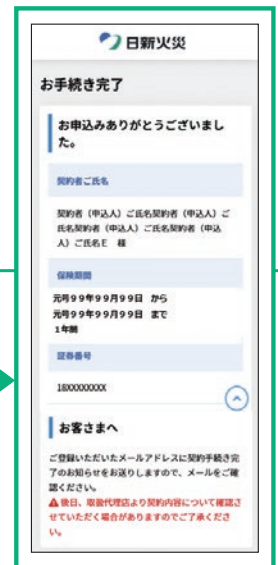 日新火災
お手続き完了
お申込みありがとうございまし
た。
契約者ご氏名
契約者（申込人）ご氏名契約者（申込人）ご
氏名契約者（申込人）ご氏名契約者（申込
人）ご氏名E 様
保険期間
元号99年99月99日 から
元号99年99月99日 まで
1年間
証券番号
18XXXXXXXX
お客さまへ
ご登録いただいたメールアドレスに契約手続き完
了のお知らせをお送りしますので、メールをご確
認ください。
後日、取扱代理店より契約内容について確認さ
せていただく場合がありますのでご了承くださ
い。